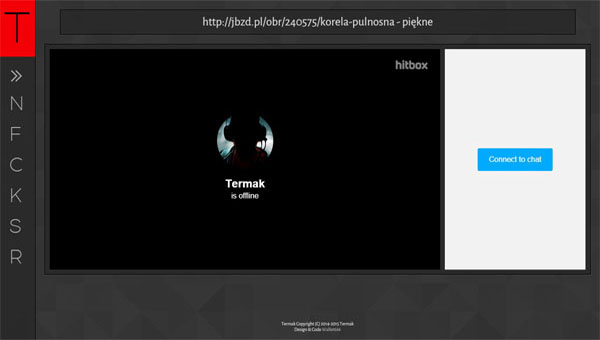 T
http://jbzd.pl/obr/240575/korela-pulnosna - piękne
N
F
C
K
S
R
hitbox
Termak
is offline
Connect to chat
Termak Copyright (C) 2014-2015 Termak
Design & Code